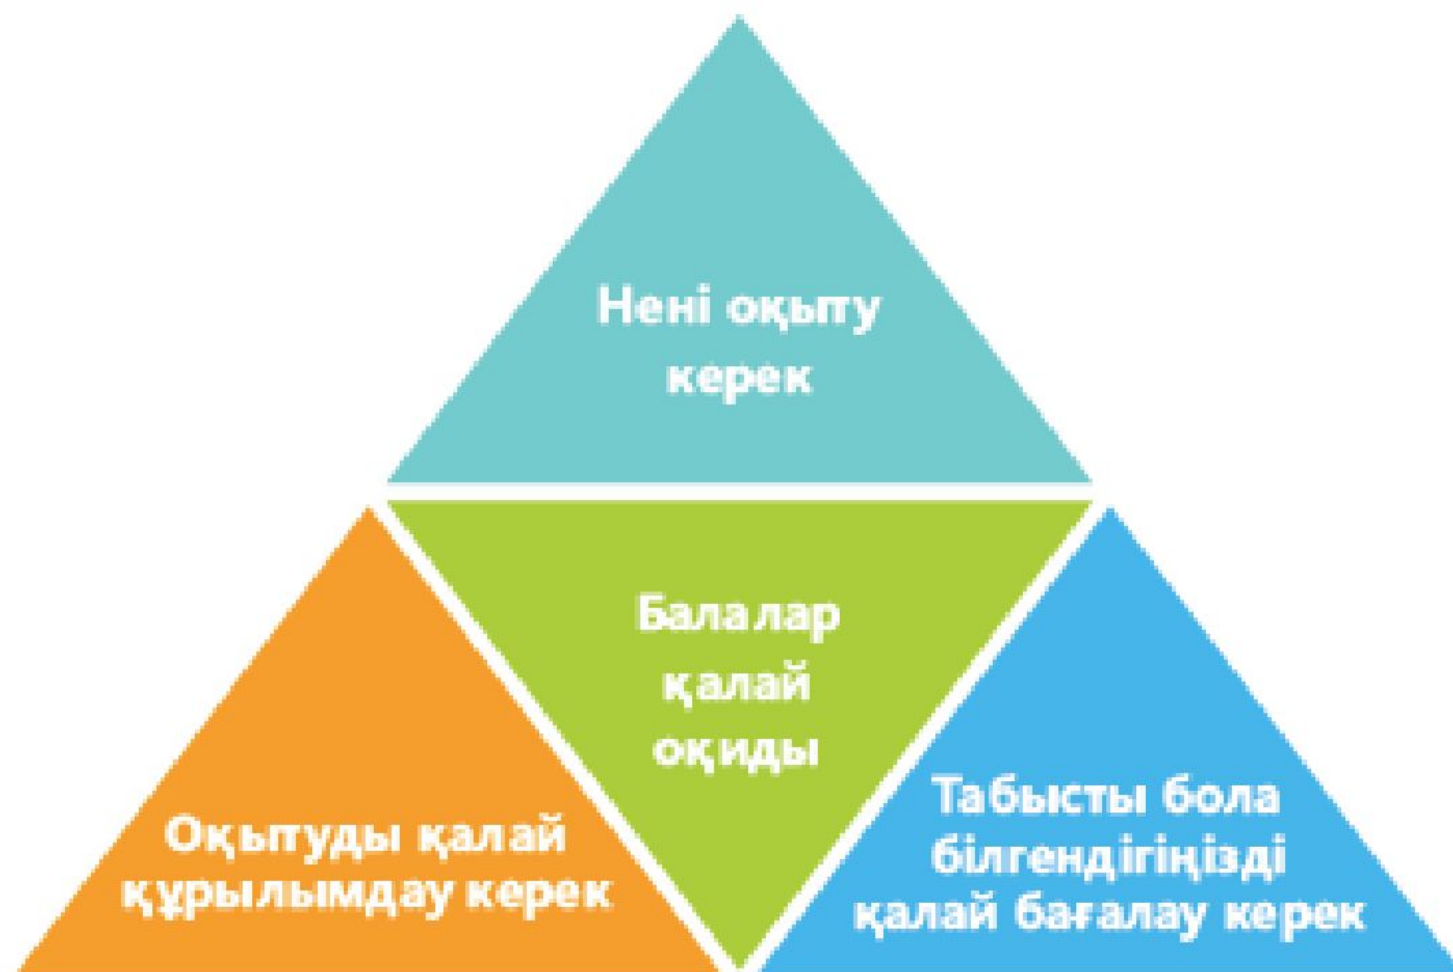 Нені оқыту
керек
Балалар
қалай
оқиды
Оқытуды қалай
құрылымдау керек
Табысты бола
білгендігіңізді
қалай бағалау керек